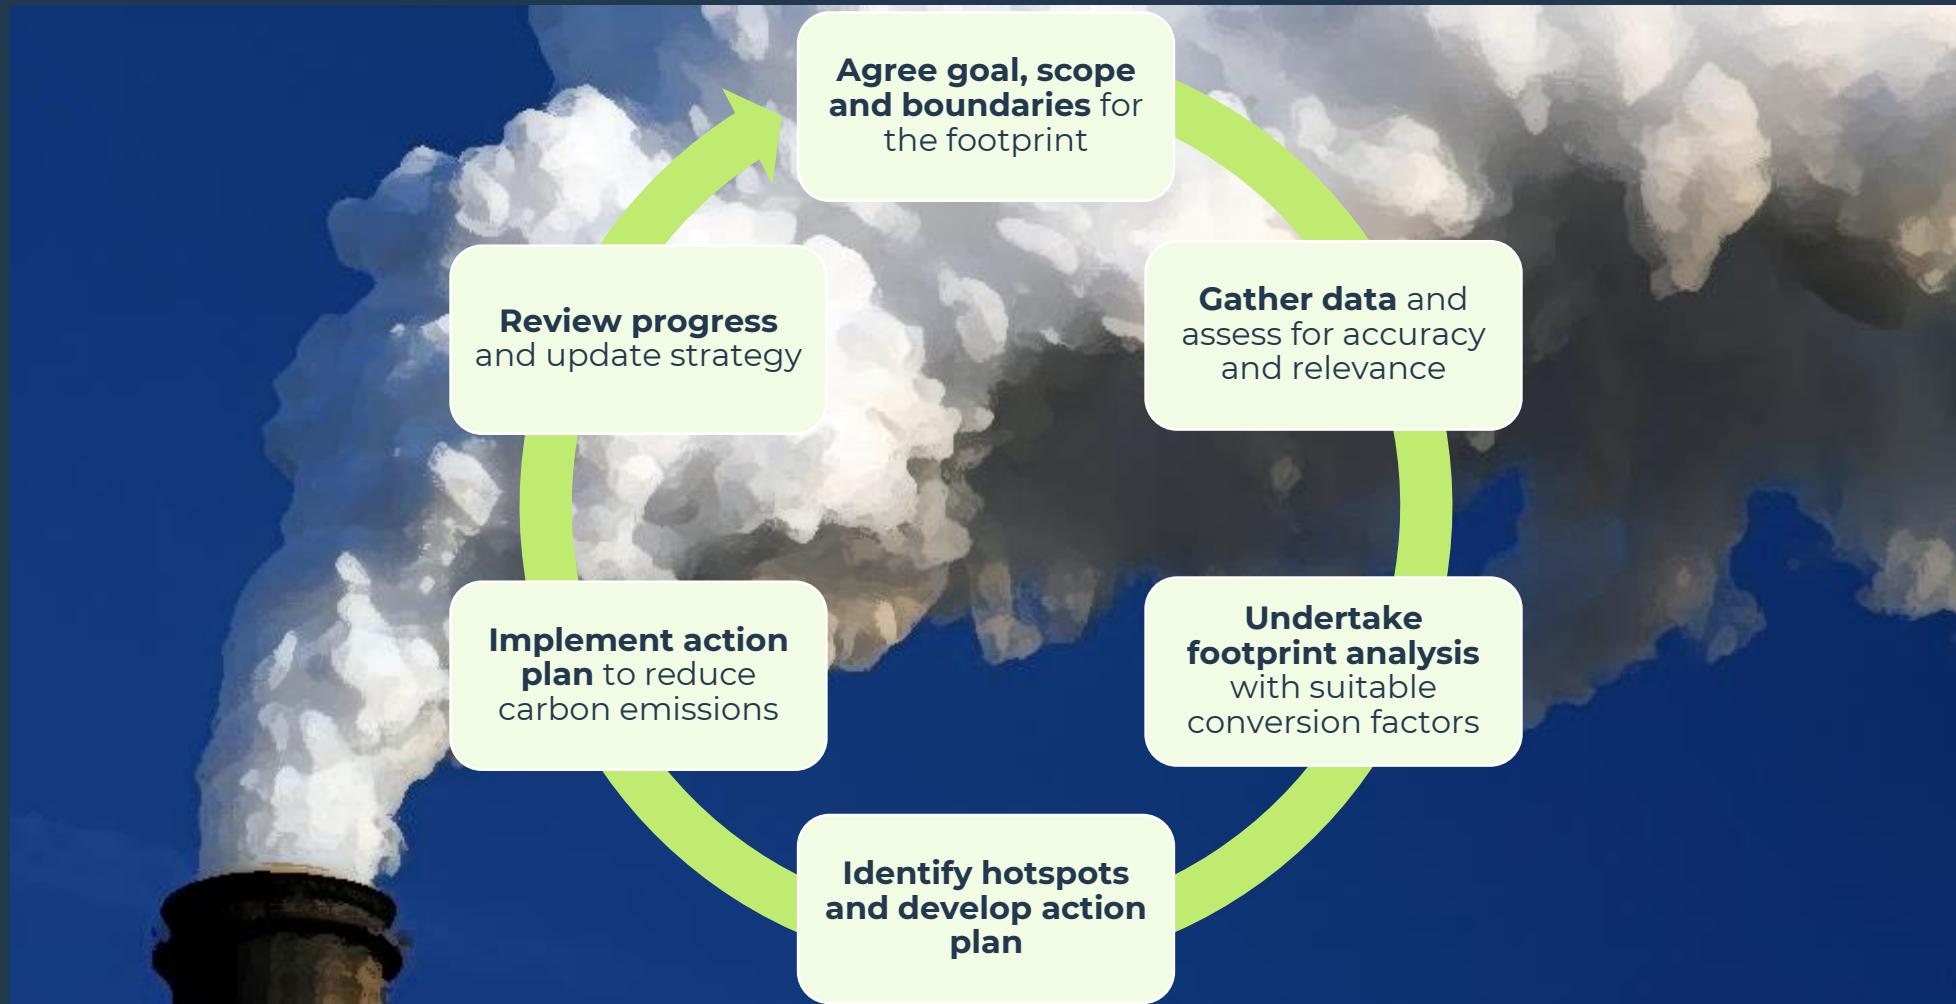 Agree goal, scope
and boundaries for
the footprint
Gather data and
assess for accuracy
and relevance
Undertake
footprint analysis
with suitable
conversion factors
Identify hotspots
and develop action
plan
Implement action
plan to reduce
carbon emissions
Review progress
and update strategy